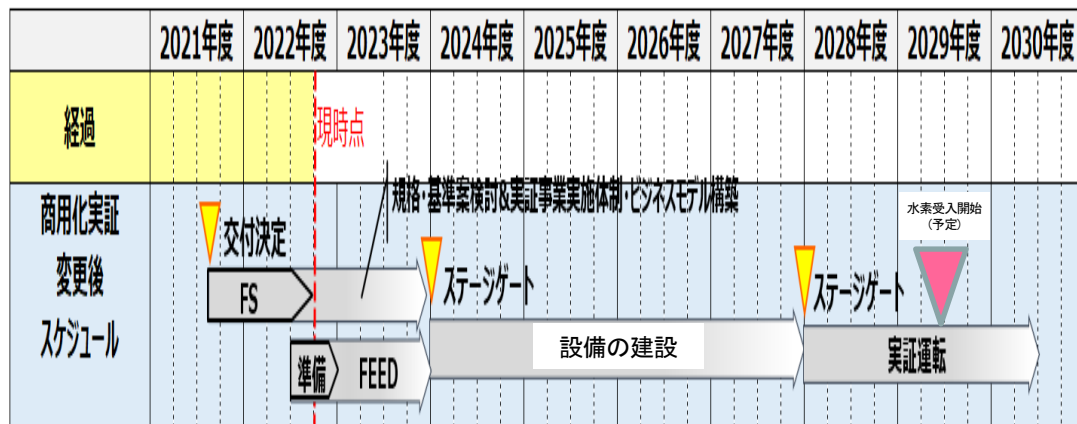 2021年度 2022年度 2023年度 2024年度 2025年度 2026年度 2027年度 2028年度 2029年度 2030年度
経過
現時点
規格・基準案検討&実証事業実施体制・ビジネスモデル構築
商用化実証
変更後
スケジュール
交付決定
水素受入開始
(予定)
FS
ステージゲート
ステージゲート
準備
FEED
設備の建設
実証運転